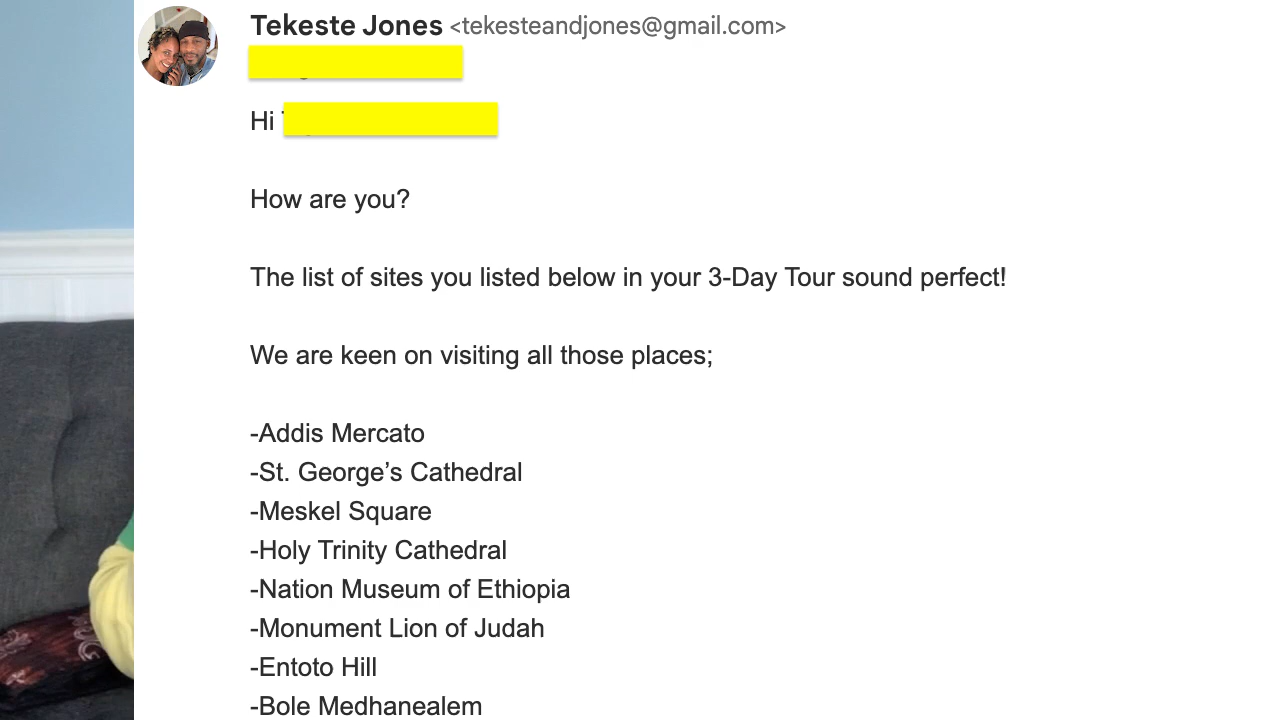 Tekeste Jones <tekesteandjones@gmail.com>
Hi
How are you?
The list of sites you listed below in your 3-Day Tour sound perfect!
We are keen on visiting all those places;
-Addis Mercato
-St. George’s Cathedral
-Meskel Square
-Holy Trinity Cathedral
-Nation Museum of Ethiopia
-Monument Lion of Judah
-Entoto Hill
-Bole Medhanealem